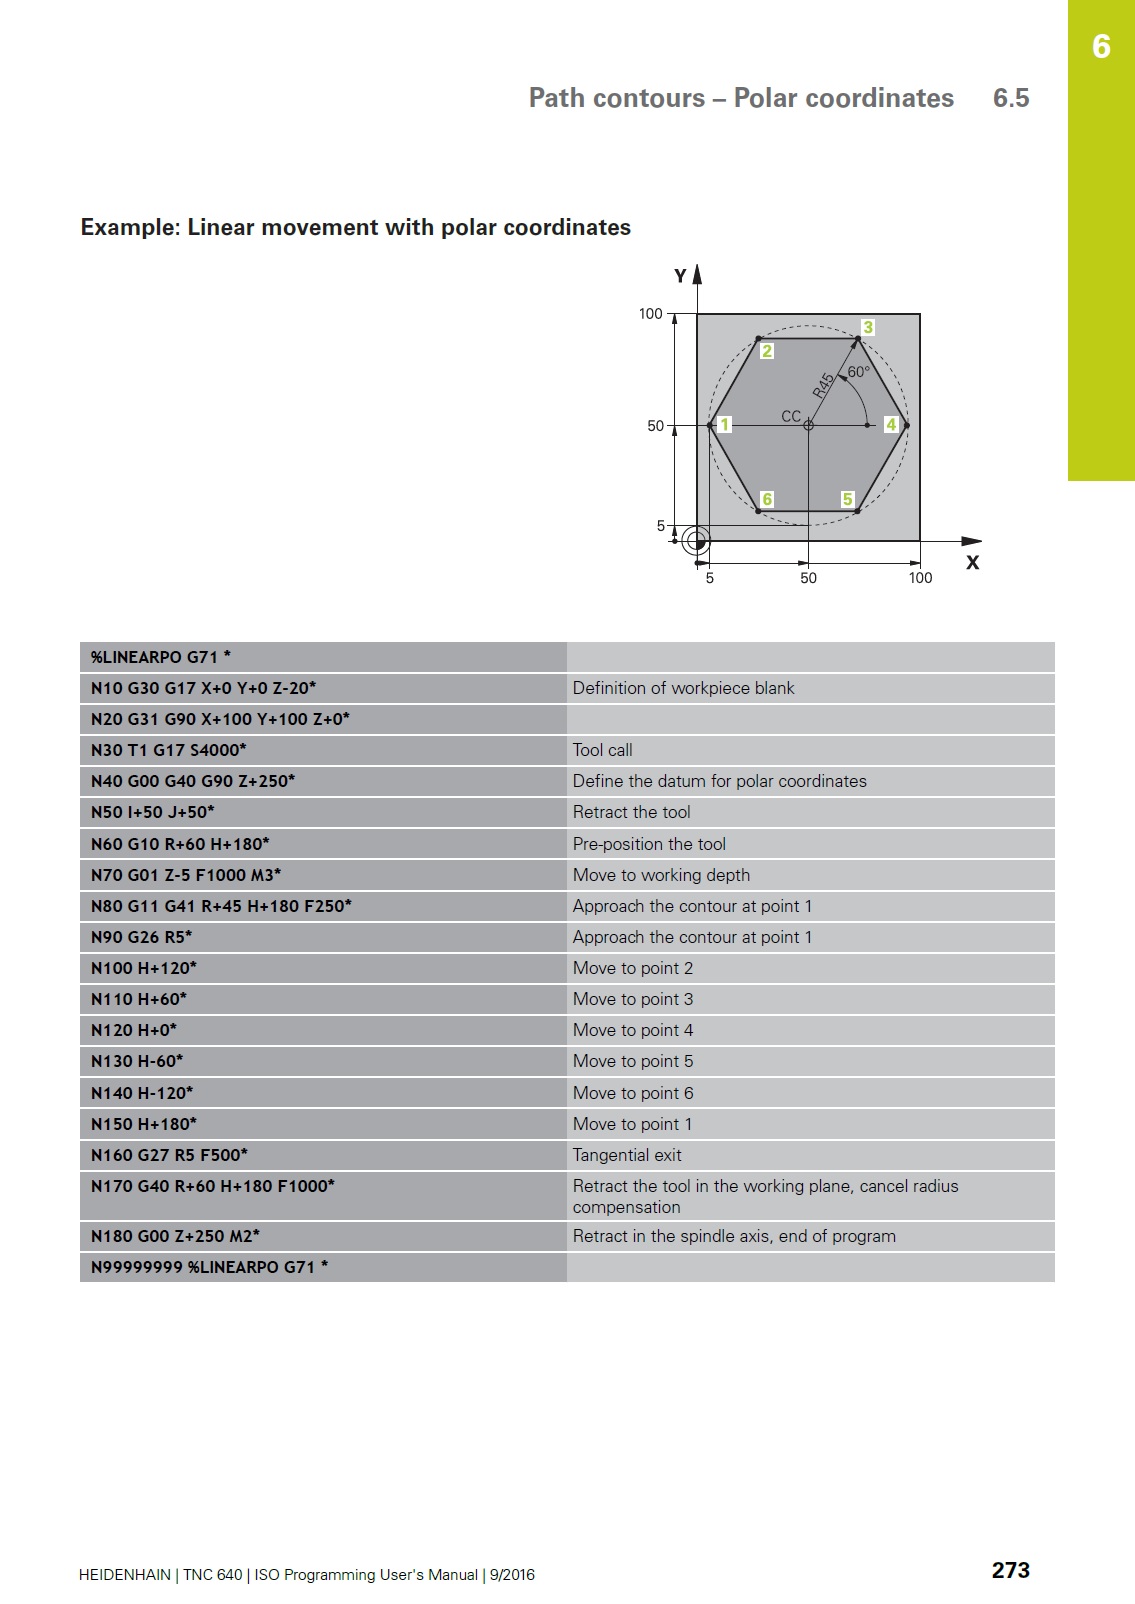 6
Path contours – Polar coordinates 6.5
Example: Linear movement with polar coordinates
Y
100
3
2
60°
R45
CC
50
1
4
6
5
5
X
5
50
100
%LINEARPO G71 *
N10 G30 G17 X+0 Y+0 Z-20* Definition of workpiece blank
N20 G31 G90 X+100 Y+100 Z+0*
N30 T1 G17 S4000* Tool call
N40 G00 G40 G90 Z+250* Define the datum for polar coordinates
N50 I+50 J+50* Retract the tool
N60 G10 R+60 H+180* Pre-position the tool
N70 G01 Z-5 F1000 M3* Move to working depth
N80 G11 G41 R+45 H+180 F250* Approach the contour at point 1
N90 G26 R5* Approach the contour at point 1
N100 H+120* Move to point 2
N110 H+60* Move to point 3
N120 H+0* Move to point 4
N130 H-60* Move to point 5
N140 H-120* Move to point 6
N150 H+180* Move to point 1
N160 G27 R5 F500* Tangential exit
N170 G40 R+60 H+180 F1000* Retract the tool in the working plane, cancel radius
compensation
N180 G00 Z+250 M2* Retract in the spindle axis, end of program
N99999999 %LINEARPO G71 *
HEIDENHAIN | TNC 640 | ISO Programming User's Manual | 9/2016 273